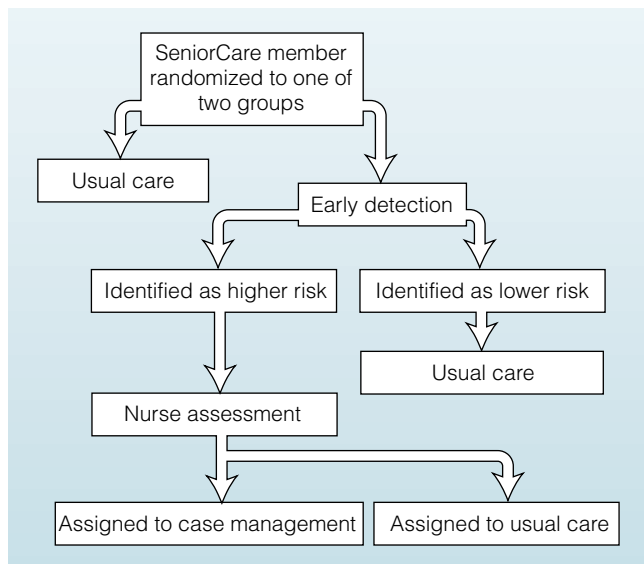 SeniorCare member
randomized to one of
two groups
Usual care
Early detection
Identified as higher risk
Identified as lower risk
Usual care
Nurse assessment
Assigned to case management
Assigned to usual care